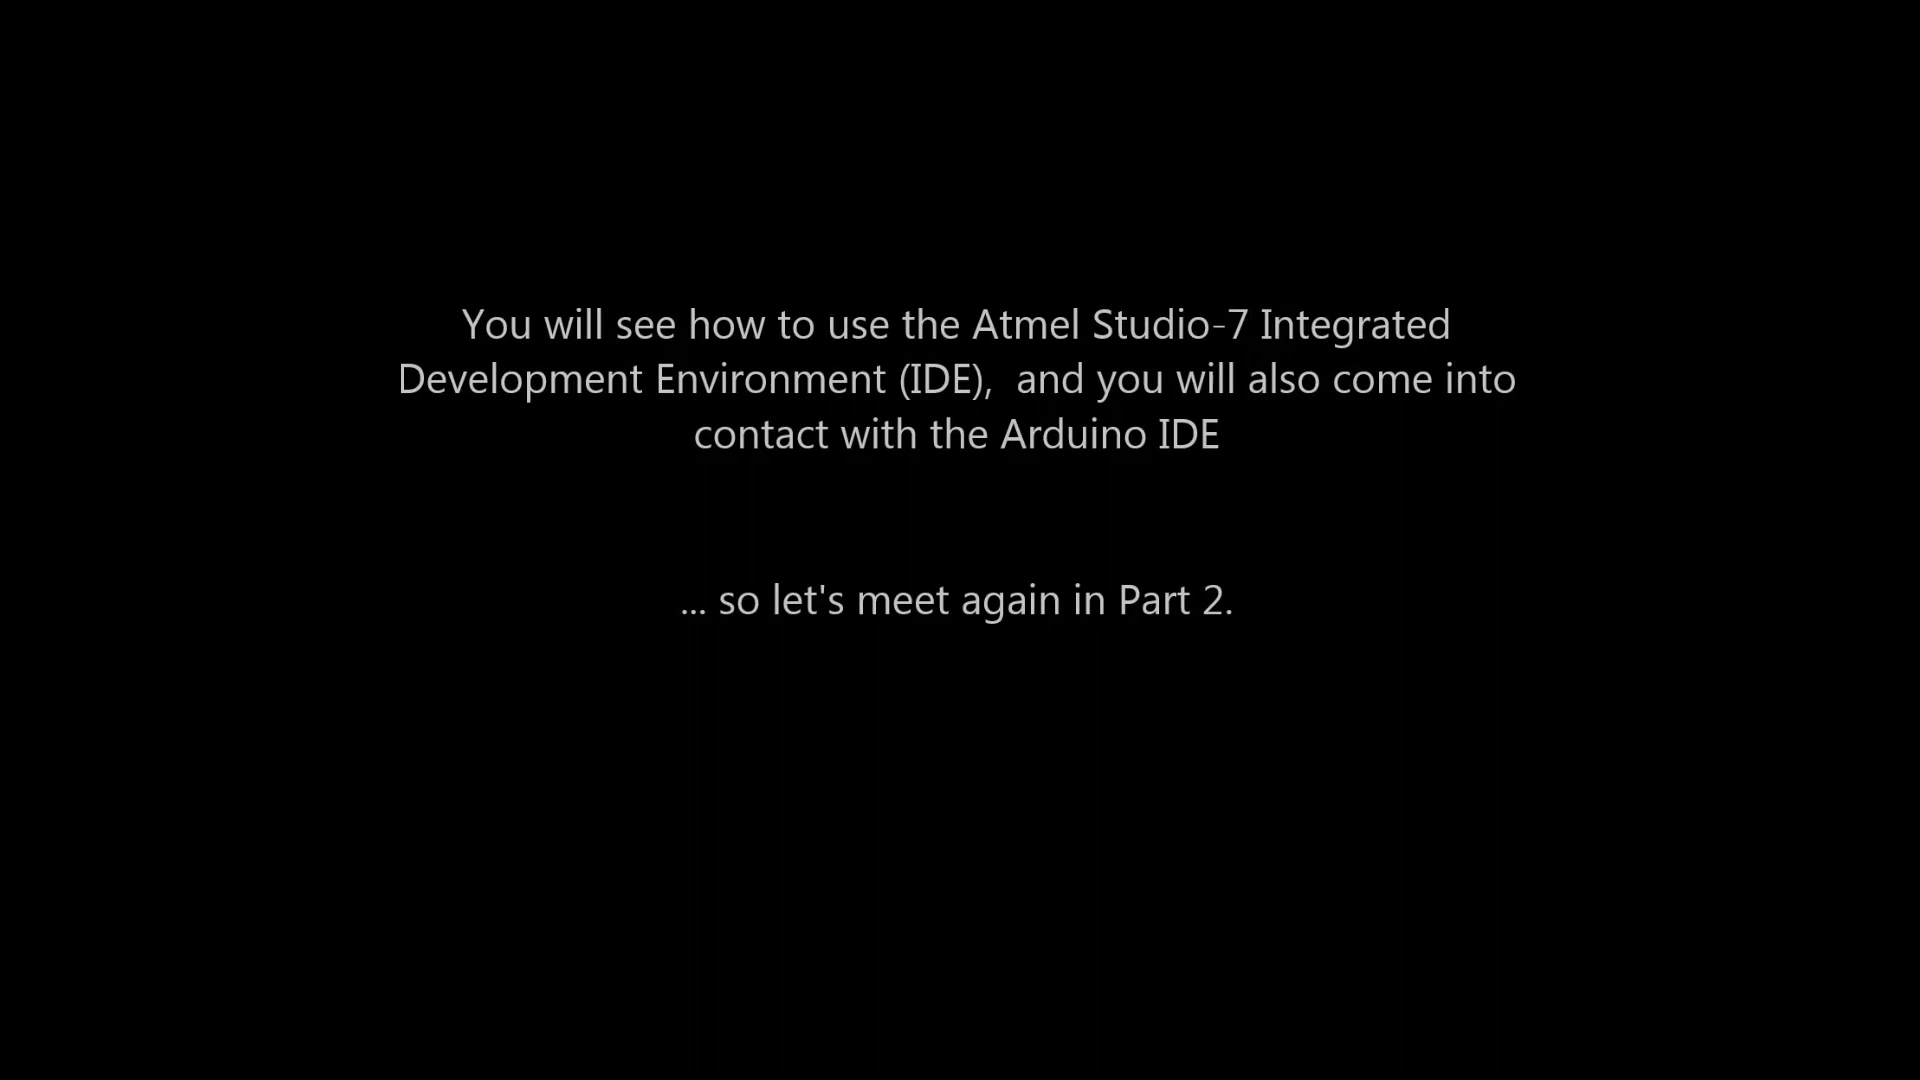 You will see how to use the Atmel Studio-7 Integrated
Development Environment (IDE),  and you will also come into
contact with the Arduino IDE
... so let's meet again in Part 2.